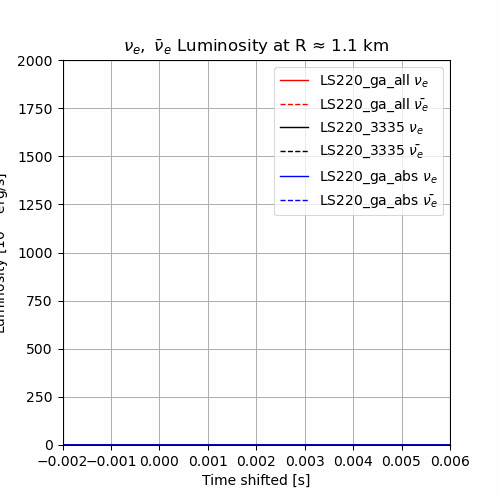 νₑ, ν̄ₑ Luminosity at R ≈ 1.1 km
2000
1750
1500
1250
1000
750
500
250
0
LS220_ga_all νₑ
LS220_ga_all ν̄ₑ
LS220_3335 νₑ
LS220_3335 ν̄ₑ
LS220_ga_abs νₑ
LS220_ga_abs ν̄ₑ
−0.002 −0.001 0.000 0.001 0.002 0.003 0.004 0.005 0.006
Time shifted [s]
Luminosity [10 erg/s]